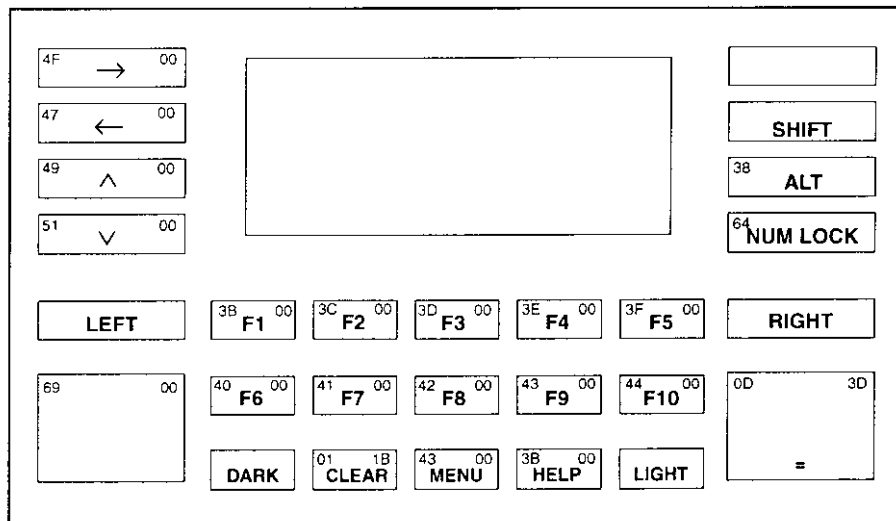 4F → 00
47 ← 00
SHIFT
49 ∧ 00
38 ALT
51 ∨ 00
64 NUM LOCK
LEFT
3B F1 00
3C F2 00
3D F3 00
3E F4 00
3F F5 00
RIGHT
69 00
40 F6 00
41 F7 00
42 F8 00
43 F9 00
44 F10 00
0D 3D
=
DARK
01 CLEAR 1B
43 MENU 00
3B HELP 00
LIGHT